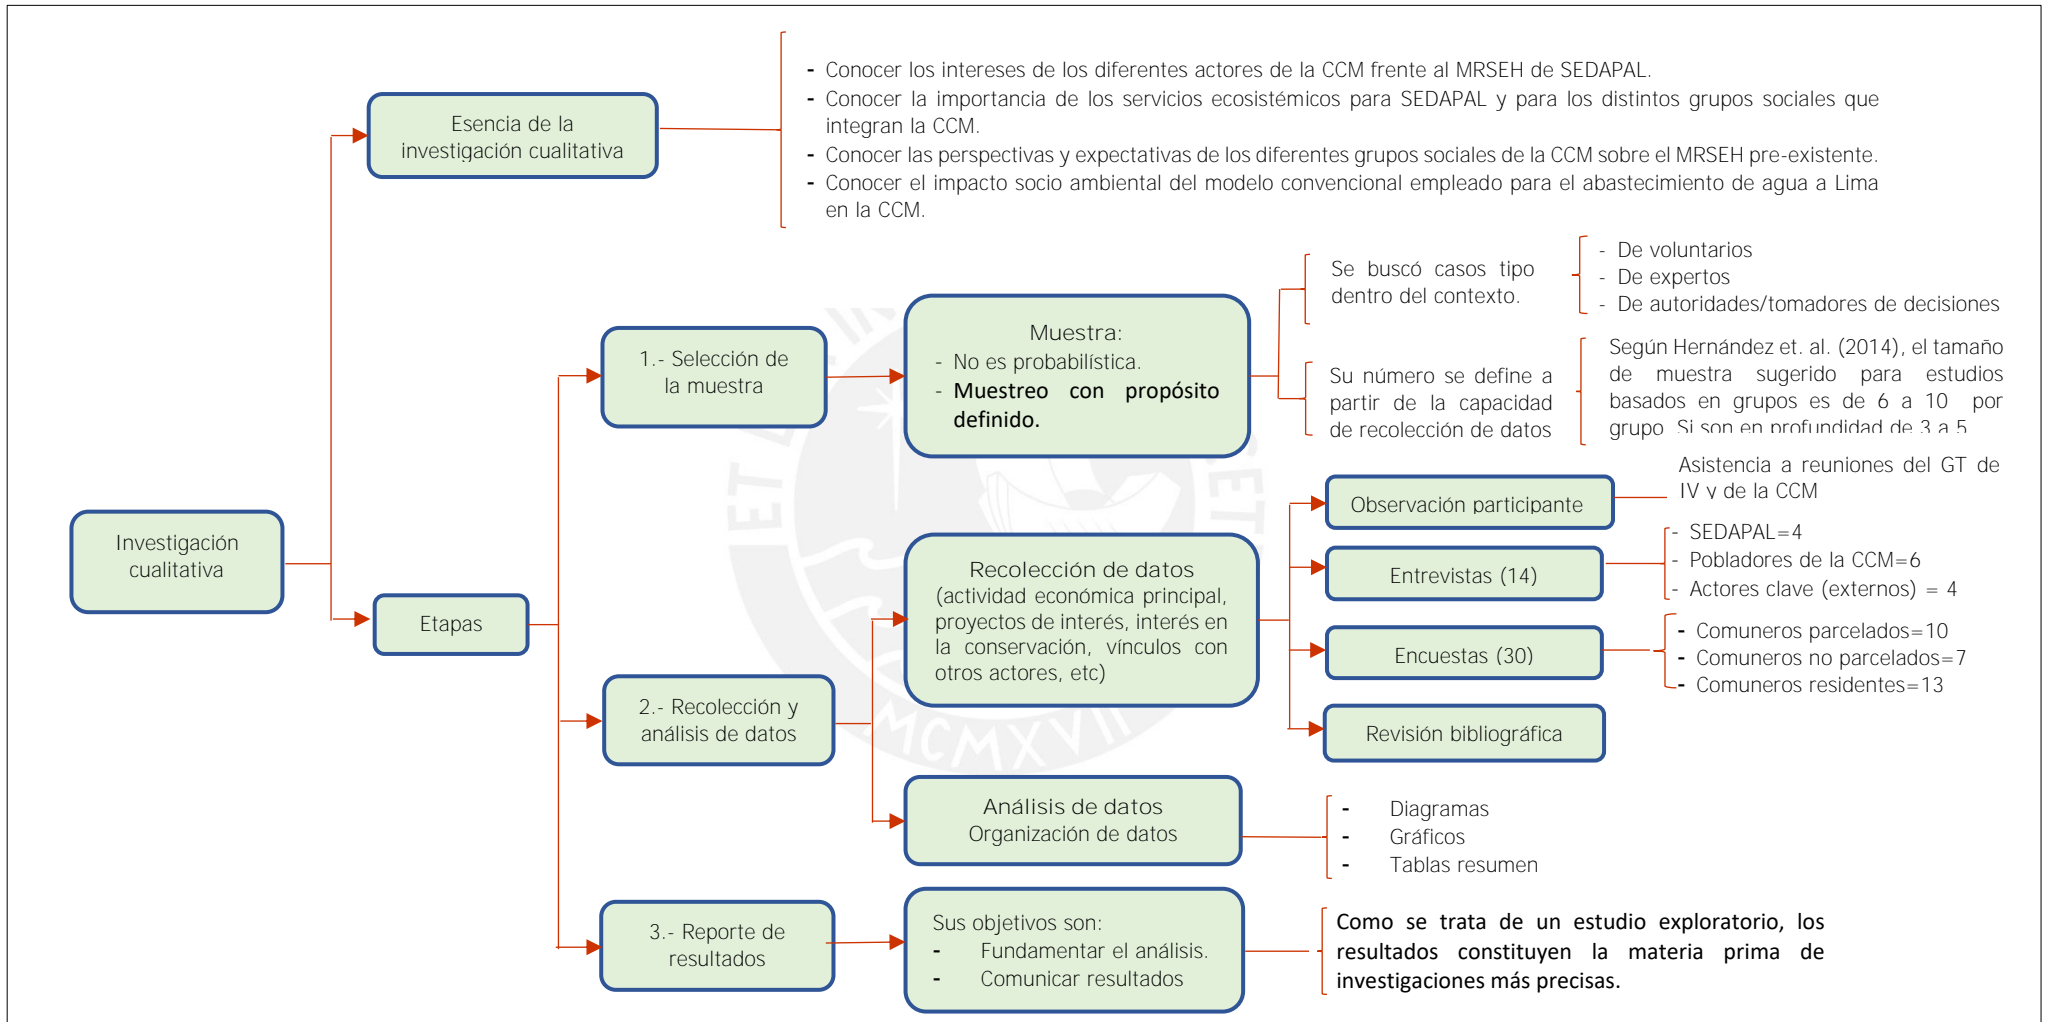 Investigación
cualitativa
Esencia de la
investigación cualitativa
- Conocer los intereses de los diferentes actores de la CCM frente al MRSEH de SEDAPAL.
- Conocer la importancia de los servicios ecosistémicos para SEDAPAL y para los distintos grupos sociales que
integran la CCM.
- Conocer las perspectivas y expectativas de los diferentes grupos sociales de la CCM sobre el MRSEH pre-existente.
- Conocer el impacto socio ambiental del modelo convencional empleado para el abastecimiento de agua a Lima
en la CCM.
Etapas
1.- Selección de
la muestra
Muestra:
- No es probabilística.
- Muestreo con propósito
definido.
Se buscó casos tipo
dentro del contexto.
- De voluntarios
- De expertos
- De autoridades/tomadores de decisiones
Su número se define a
partir de la capacidad
de recolección de datos
Según Hernández et. al. (2014), el tamaño
de muestra sugerido para estudios
basados en grupos es de 6 a 10 por
grupo. Si son en profundidad de 3 a 5
2.- Recolección y
análisis de datos
Recolección de datos
(actividad económica principal,
proyectos de interés, interés en
la conservación, vínculos con
otros actores, etc)
Observación participante
Asistencia a reuniones del GT de
IV y de la CCM
Entrevistas (14)
- SEDAPAL=4
- Pobladores de la CCM=6
- Actores clave (externos) = 4
Encuestas (30)
- Comuneros parcelados=10
- Comuneros no parcelados=7
- Comuneros residentes=13
Revisión bibliográfica
Análisis de datos
Organización de datos
- Diagramas
- Gráficos
- Tablas resumen
3.- Reporte de
resultados
Sus objetivos son:
- Fundamentar el análisis.
- Comunicar resultados
Como se trata de un estudio exploratorio, los
resultados constituyen la materia prima de
investigaciones más precisas.
MCMXVII